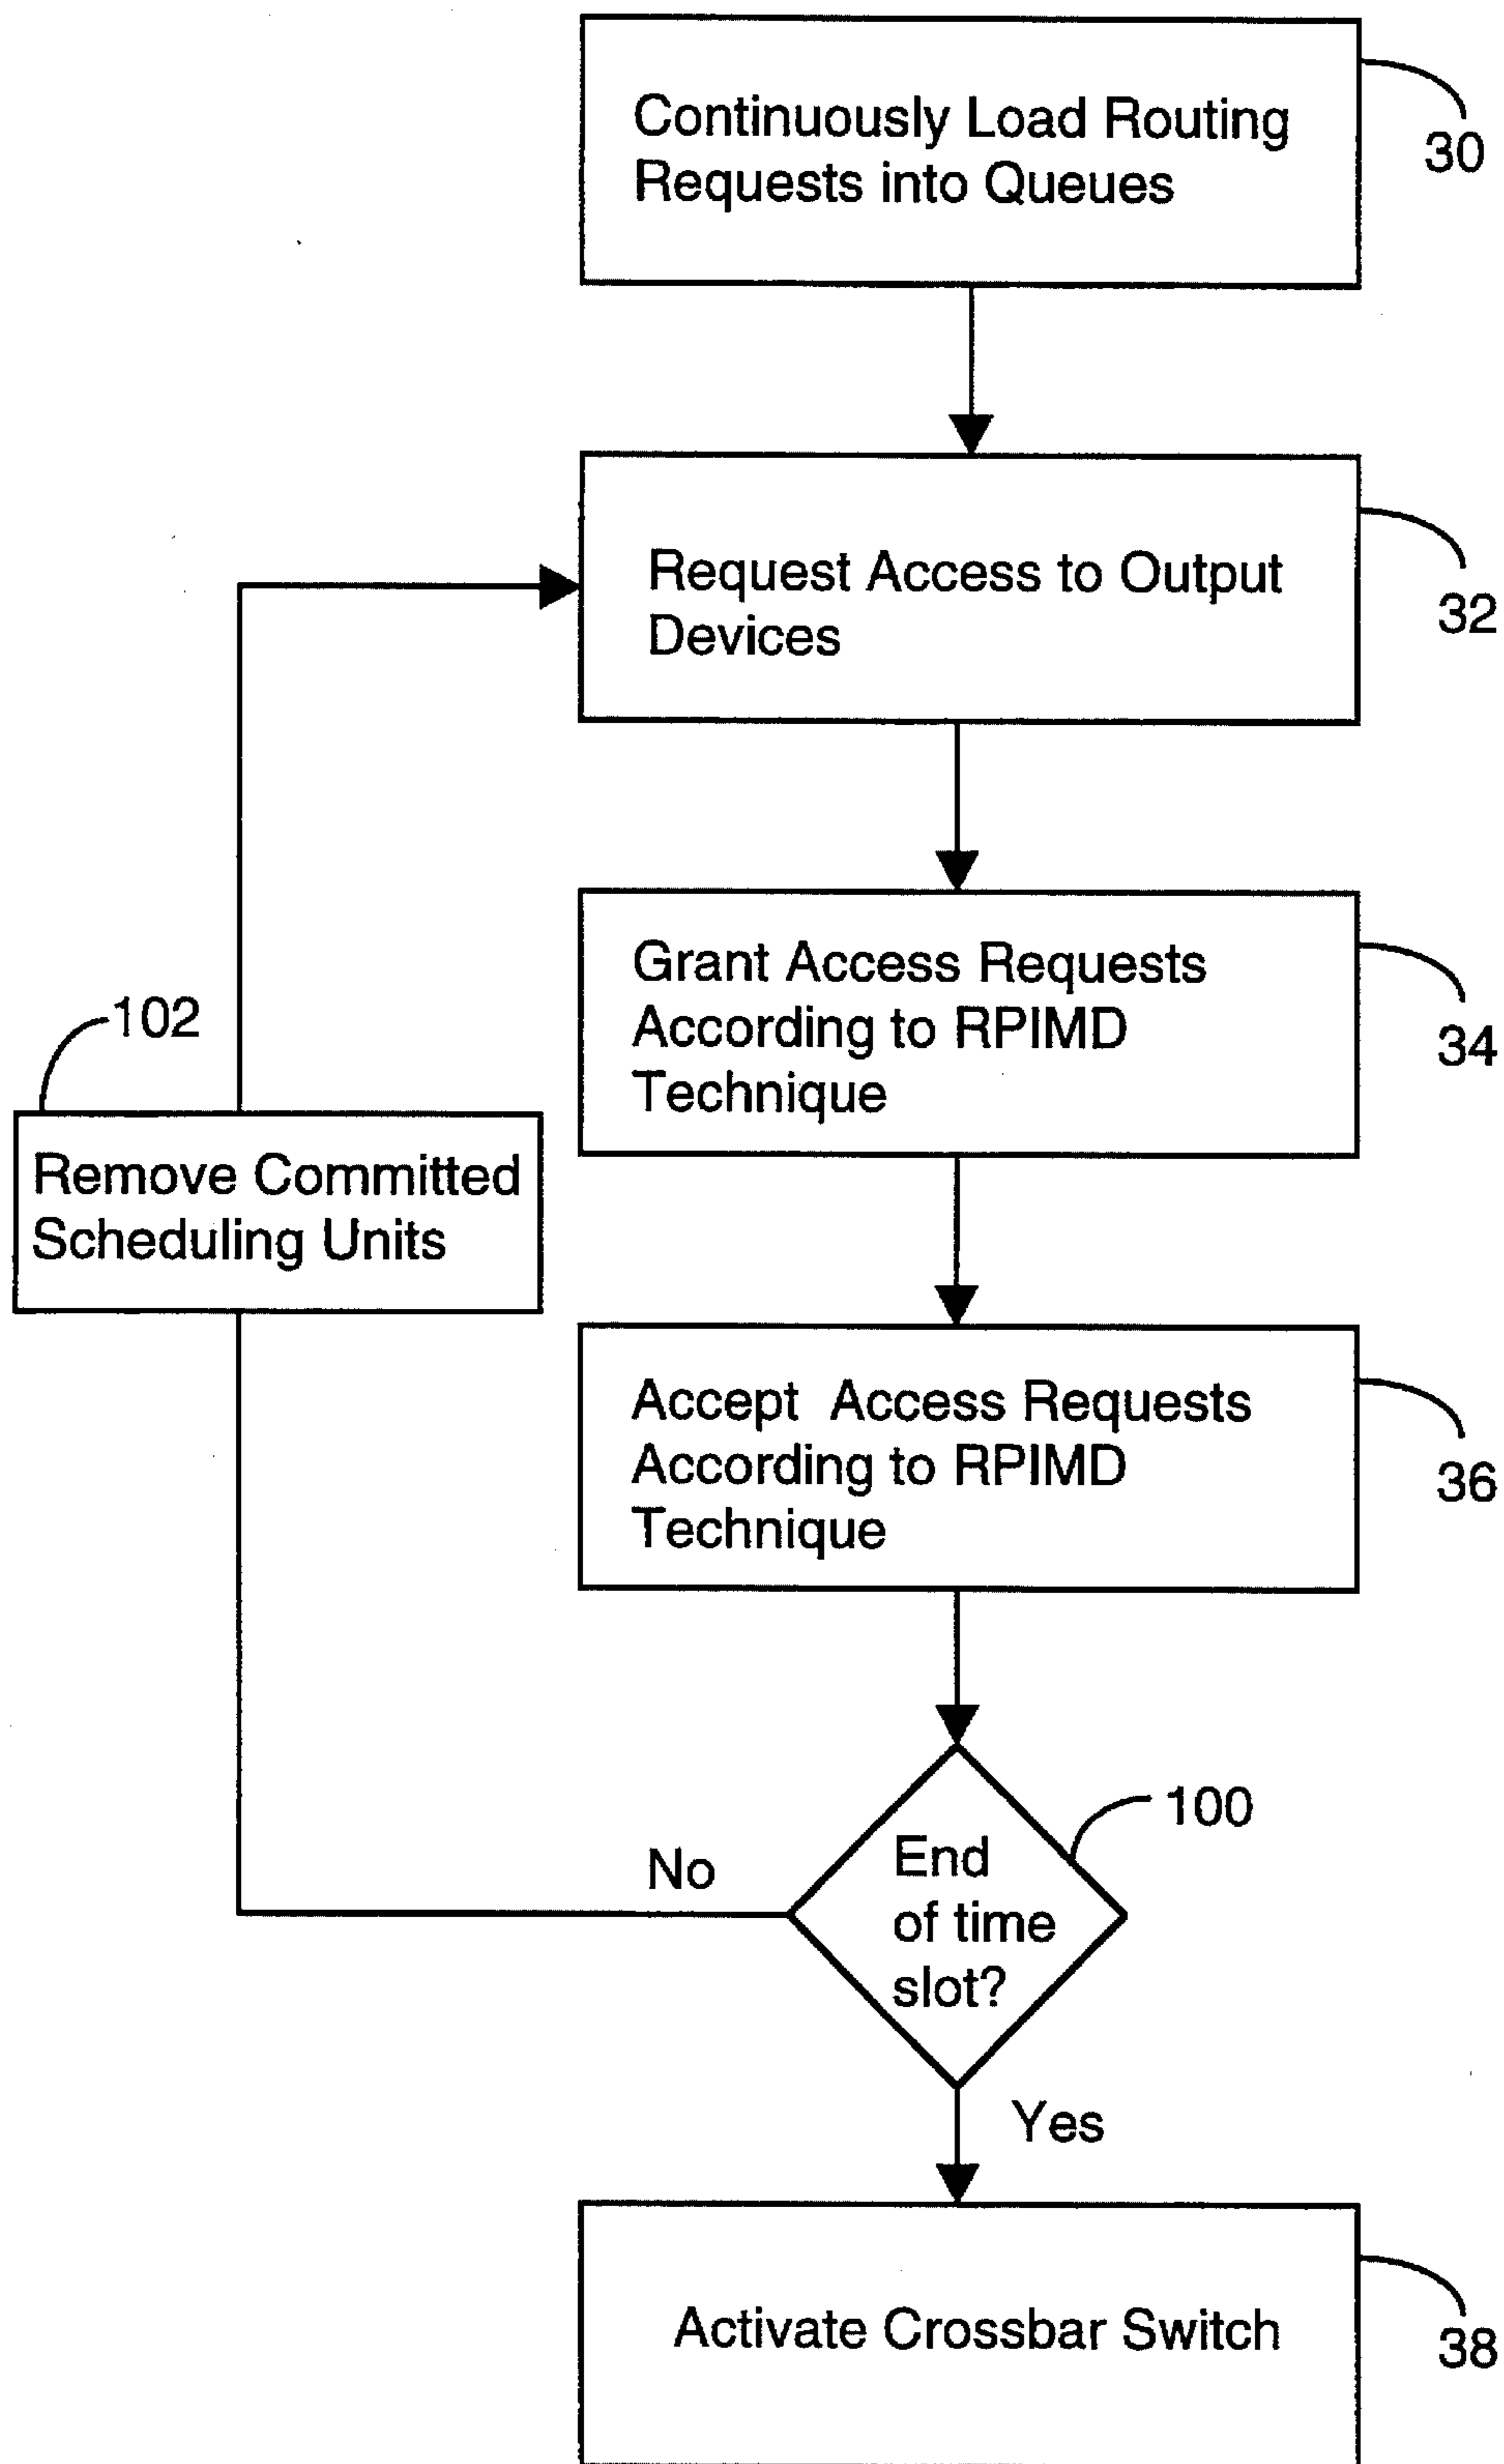 Continuously Load Routing
Requests into Queues
30
Request Access to Output
Devices
32
Grant Access Requests
According to RPIMD
Technique
34
102
Remove Committed
Scheduling Units
Accept Access Requests
According to RPIMD
Technique
36
100
End
of time
slot?
No
Yes
Activate Crossbar Switch
38